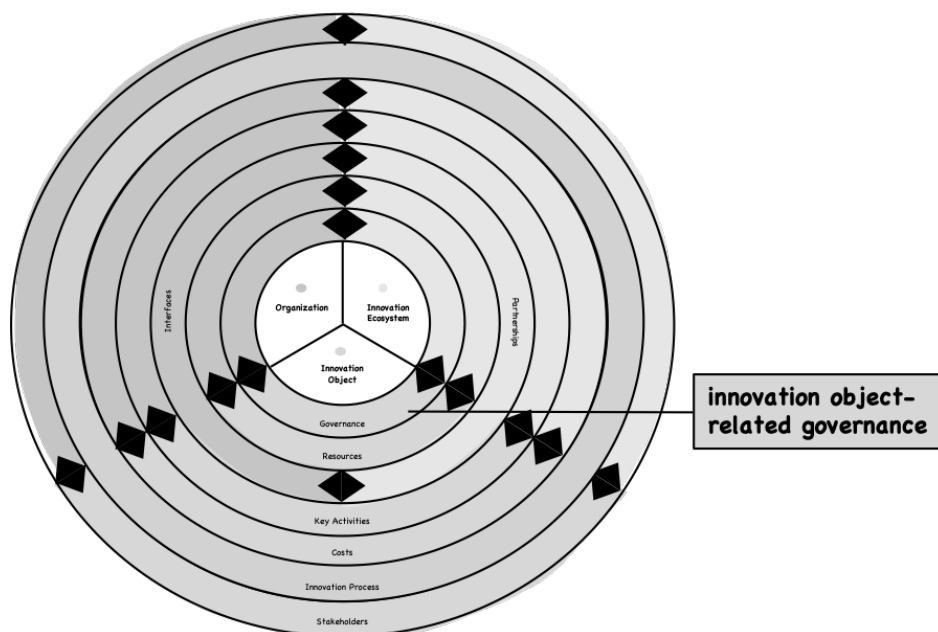 Organization
Innovation
Ecosystem
Innovation
Object
Interfaces
Partnerships
Governance
Resources
Key Activities
Costs
Innovation Process
Stakeholders
innovation object-
related governance